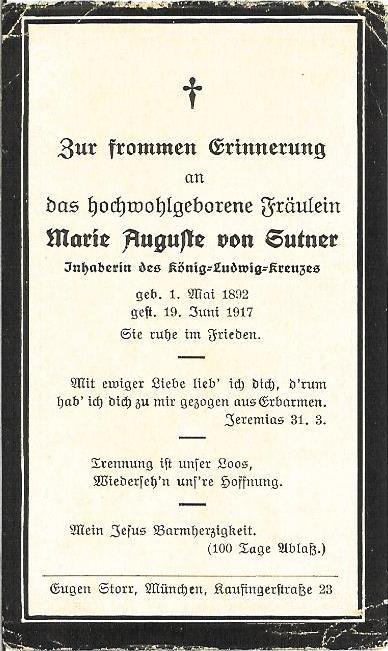 Zur frommen Erinnerung
an
das hochwohlgeborene Fräulein
Marie Auguste von Sutner
Inhaberin des König-Ludwig-Kreuzes
geb. 1. Mai 1892
gest. 19. Juni 1917
Sie ruhe im Frieden.
Mit ewiger Liebe lieb' ich dich, d'rum
hab' ich dich zu mir gezogen aus Erbarmen.
Jeremias 31. 3.
Trennung ist unser Loos,
Wiederseh'n uns're Hoffnung.
Mein Jesus Barmherzigkeit.
(100 Tage Ablaß.)
Eugen Storr, München, Kaufingerstraße 23